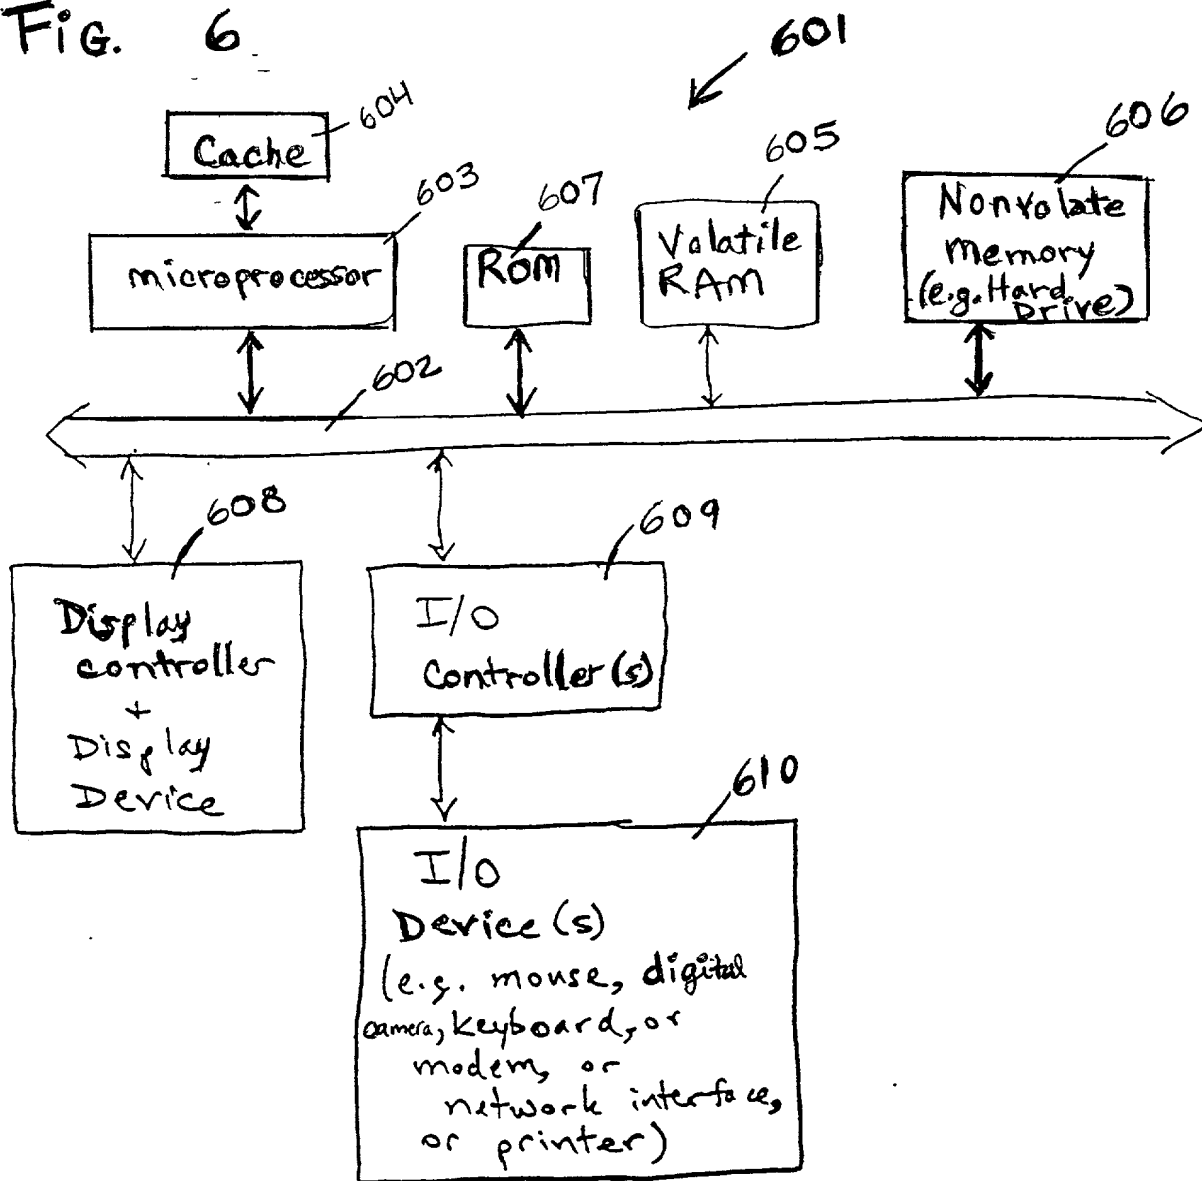 FIG. 6
601
604
Cache
603
microprocessor
607
ROM
605
Volatile
RAM
606
Nonvolate
Memory
(e.g. Hard
Drive)
602
608
Display
controller
+
Display
Device
609
I/O
Controller(s)
610
I/O
Device(s)
(e.g. mouse, digital
camera, keyboard, or
modem, or
network interface,
or printer)